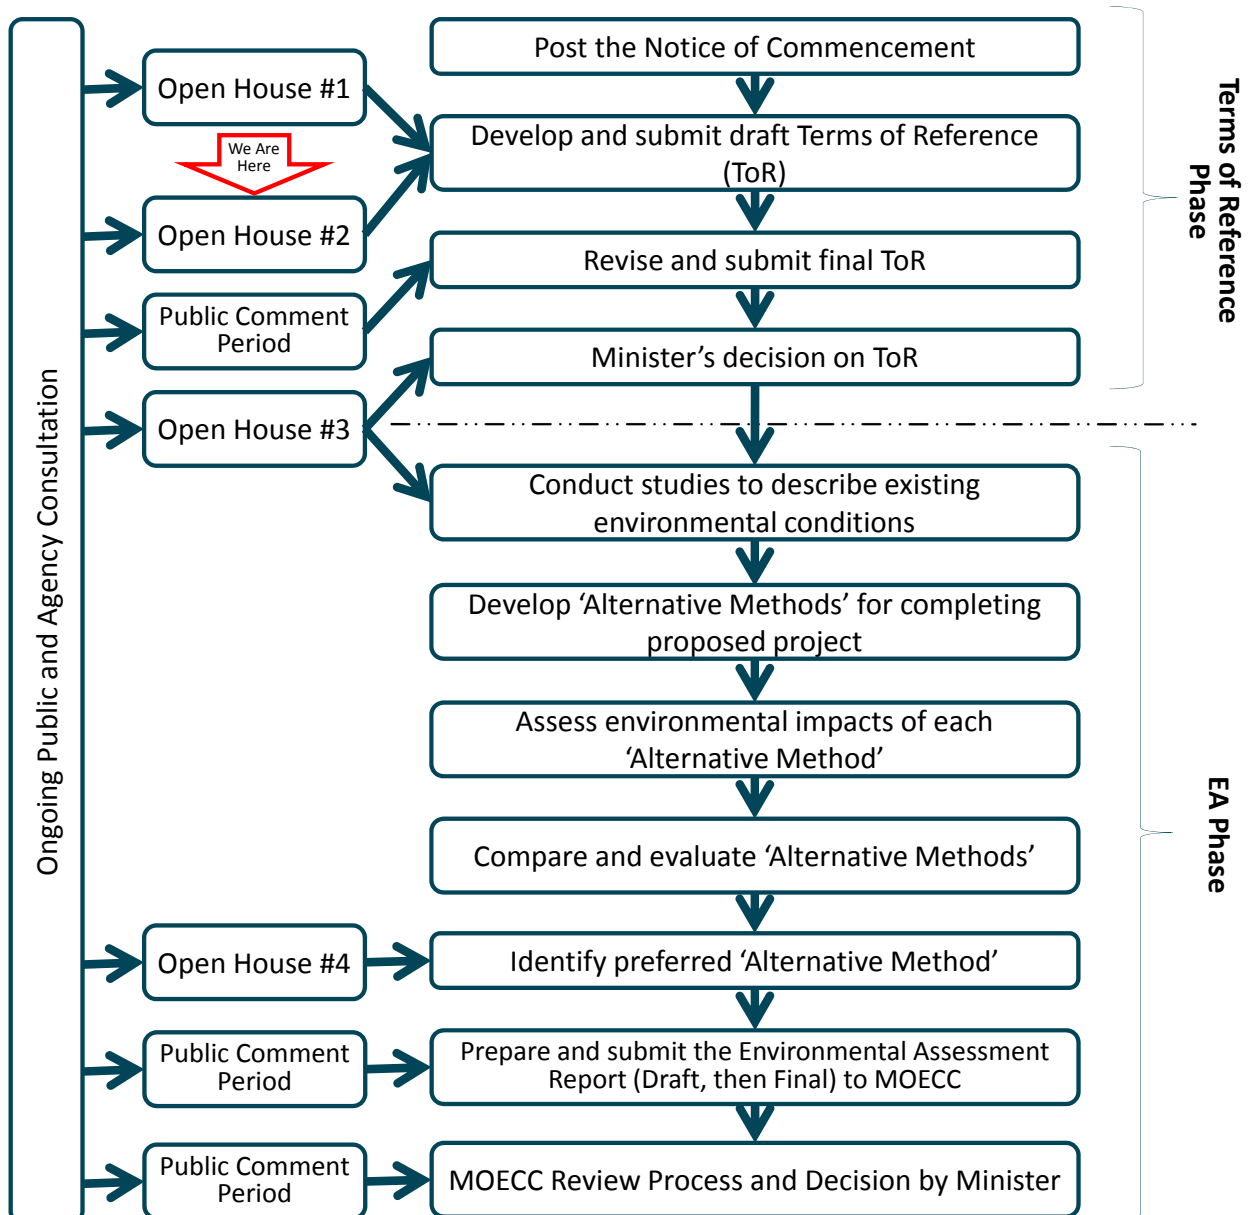 Post the Notice of Commencement
Open House #1
Develop and submit draft Terms of Reference
(ToR)
We Are
Here
Open House #2
Revise and submit final ToR
Public Comment
Period
Minister’s decision on ToR
Open House #3
Terms of Reference
Phase
Ongoing Public and Agency Consultation
Conduct studies to describe existing
environmental conditions
Develop ‘Alternative Methods’ for completing
proposed project
Assess environmental impacts of each
‘Alternative Method’
Compare and evaluate ‘Alternative Methods’
EA Phase
Open House #4
Identify preferred ‘Alternative Method’
Public Comment
Period
Prepare and submit the Environmental Assessment
Report (Draft, then Final) to MOECC
Public Comment
Period
MOECC Review Process and Decision by Minister